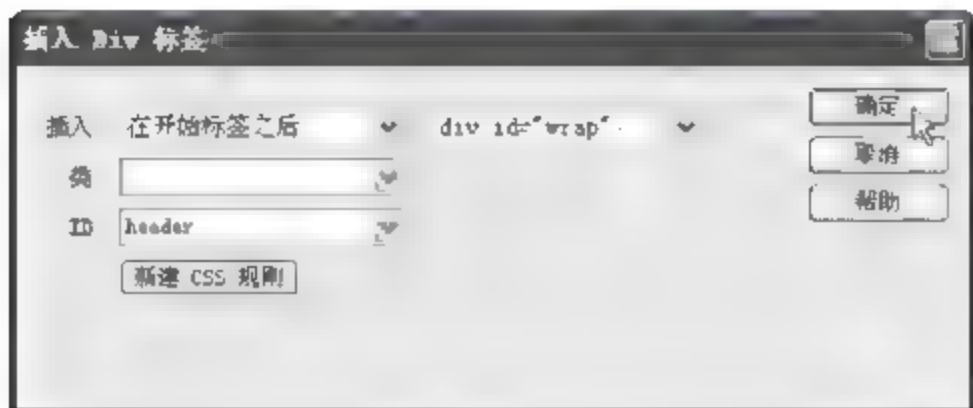 插入 Div 标签
插入 在开始标签之后 div id="wrap"
确定
取消
类
帮助
ID header
新建 CSS 规则